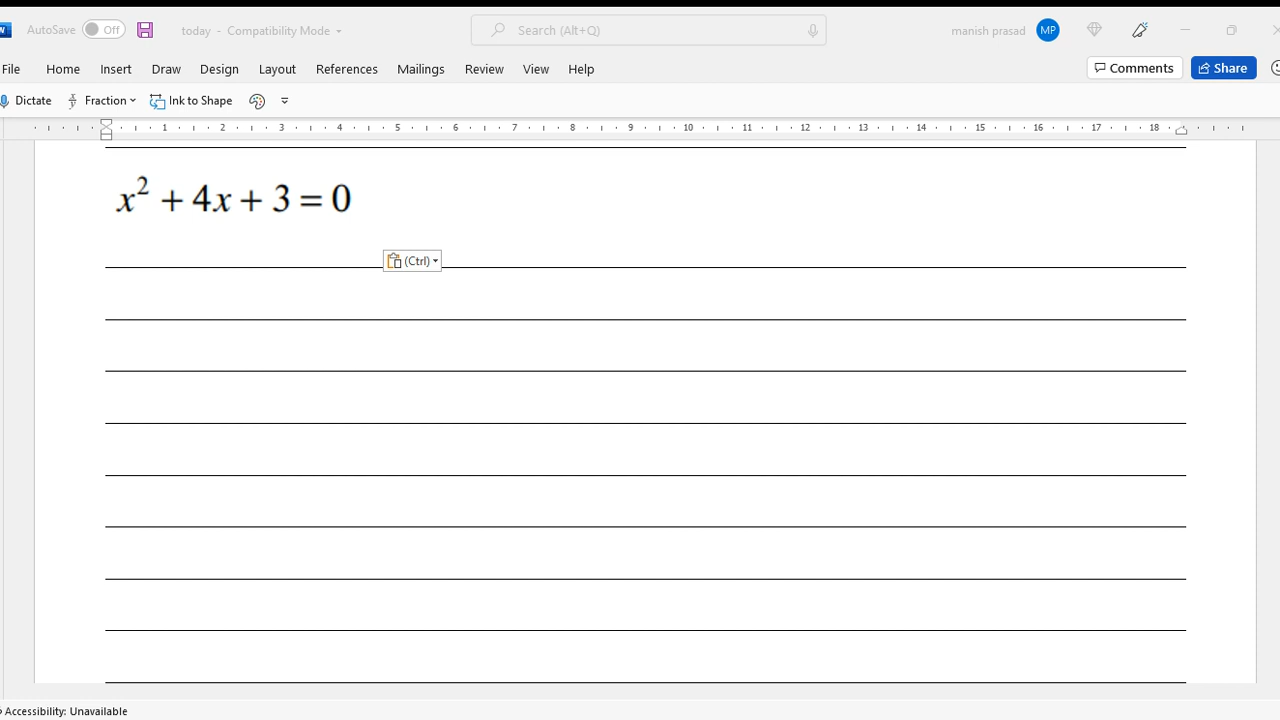 AutoSave Off today - Compatibility Mode Search (Alt+Q) manish prasad MP
File Home Insert Draw Design Layout References Mailings Review View Help Comments Share
Dictate Fraction Ink to Shape
1 2 3 4 5 6 7 8 9 10 11 12 13 14 15 16 17 18
x² + 4x + 3 = 0
(Ctrl)
Accessibility: Unavailable